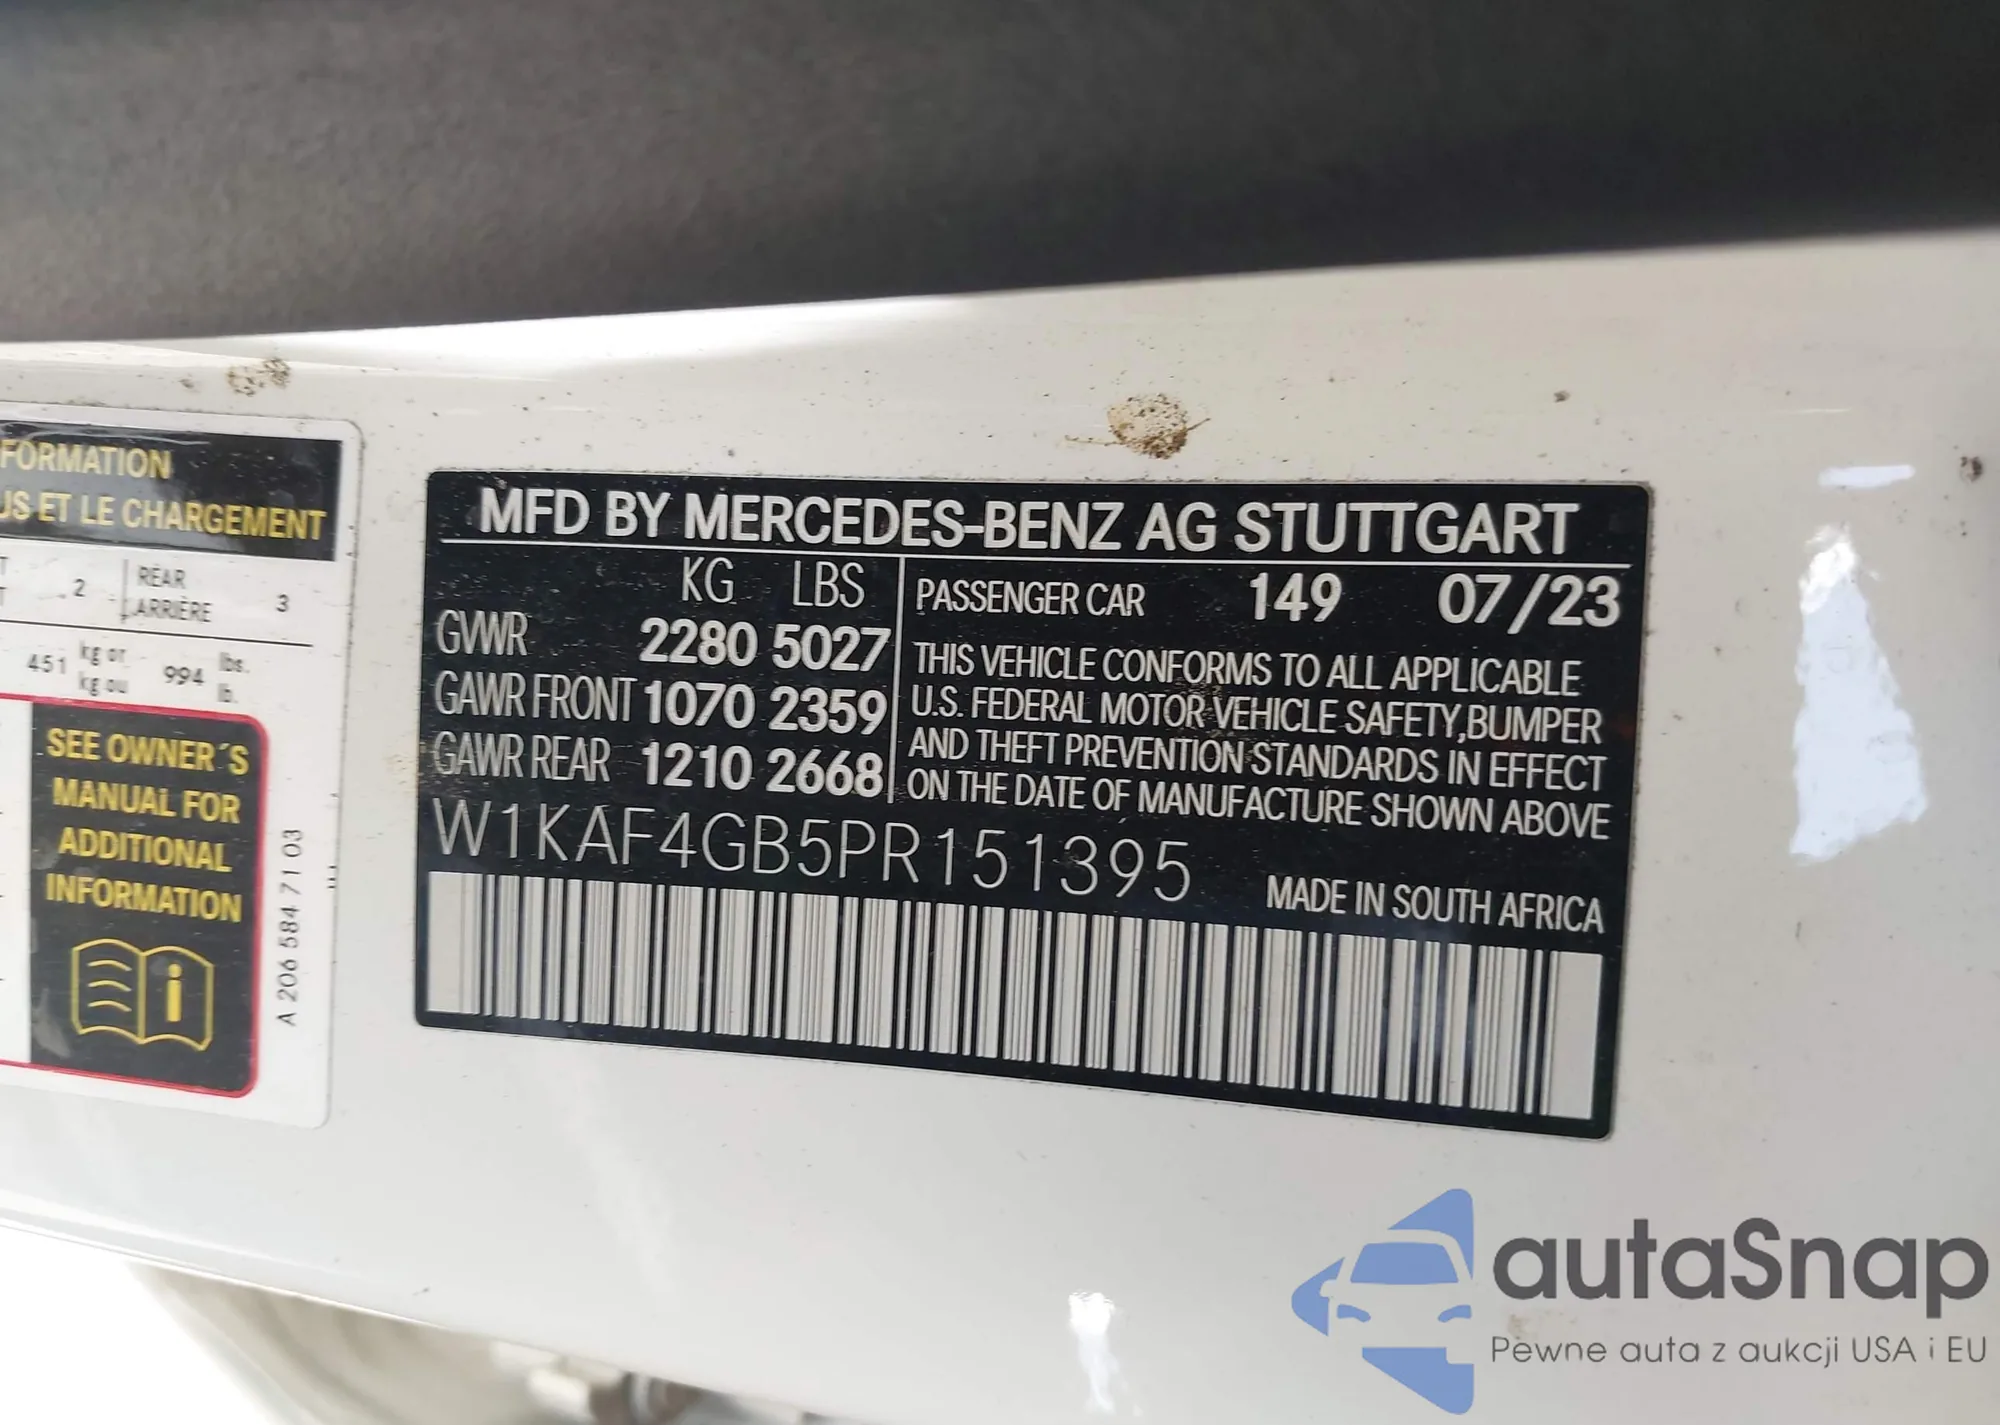 FORMATION
US ET LE CHARGEMENT
2 REAR 3
ARRIÈRE
451 kg or 994 lbs.
kg ou lb.
SEE OWNER´S
MANUAL FOR
ADDITIONAL
INFORMATION
i
A 206 584 71 03
MFD BY MERCEDES-BENZ AG STUTTGART
KG LBS
GVWR 2280 5027
GAWR FRONT 1070 2359
GAWR REAR 1210 2668
PASSENGER CAR 149 07/23
THIS VEHICLE CONFORMS TO ALL APPLICABLE
U.S. FEDERAL MOTOR VEHICLE SAFETY,BUMPER
AND THEFT PREVENTION STANDARDS IN EFFECT
ON THE DATE OF MANUFACTURE SHOWN ABOVE
W1KAF4GB5PR151395
MADE IN SOUTH AFRICA
autaSnap
Pewne auta z aukcji USA i EU